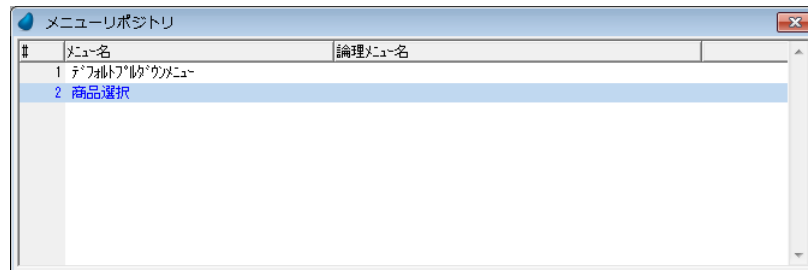 メニューリポジトリ
# ﾒﾆｭｰ名 論理ﾒﾆｭｰ名
1 ﾃﾞﾌｫﾙﾄﾌﾟﾙﾀﾞｳﾝﾒﾆｭｰ
2 商品選択